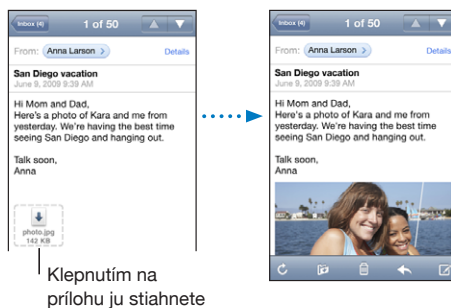 Inbox (4) 1 of 50
From: Anna Larson Details
San Diego vacation
June 9, 2009 9:39 AM
Hi Mom and Dad,
Here's a photo of Kara and me from
yesterday. We're having the best time
seeing San Diego and hanging out.
Talk soon,
Anna
photo.jpg
142 KB
Klepnutím na
prílohu ju stiahnete
Inbox (4) 1 of 50
From: Anna Larson Details
San Diego vacation
June 9, 2009 9:39 AM
Hi Mom and Dad,
Here's a photo of Kara and me from
yesterday. We're having the best time
seeing San Diego and hanging out.
Talk soon,
Anna